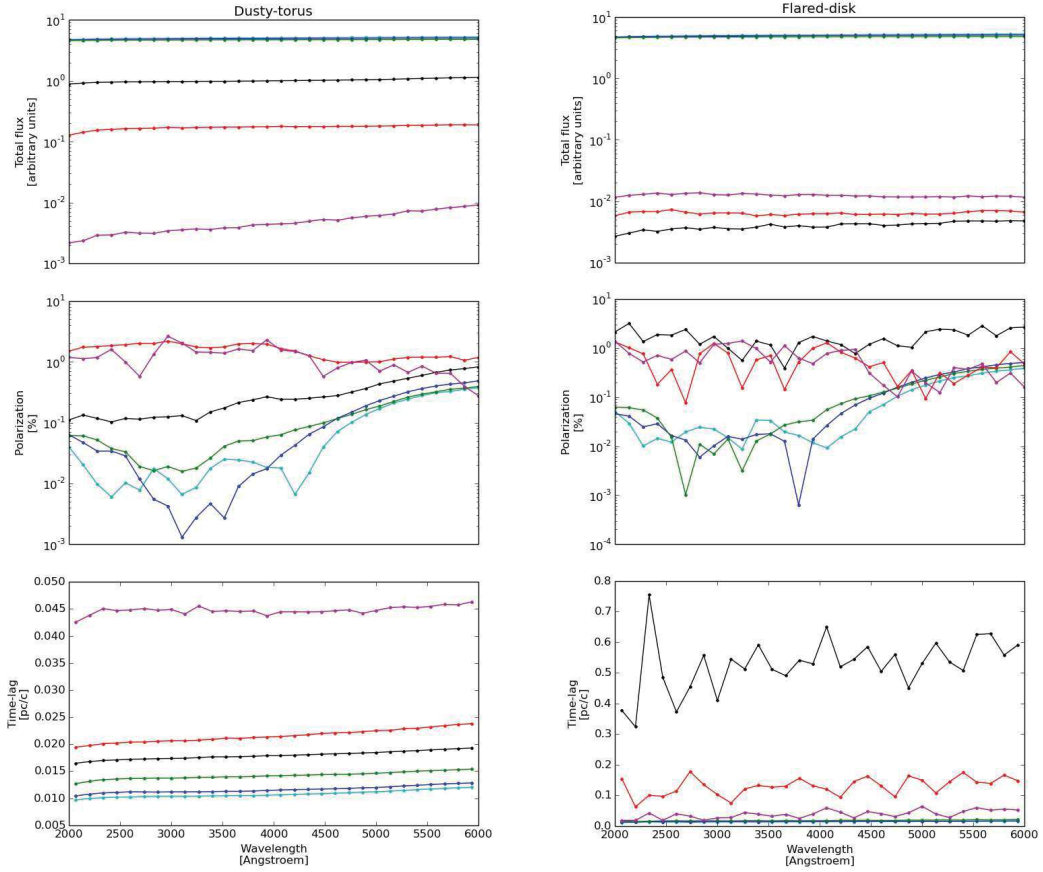 Dusty-torus
Total flux
[arbitrary units]
10^1
10^0
10^-1
10^-2
10^-3
Polarization
[%]
10^1
10^0
10^-1
10^-2
10^-3
Time-lag
[pc/c]
0.050
0.045
0.040
0.035
0.030
0.025
0.020
0.015
0.010
0.005
2000 2500 3000 3500 4000 4500 5000 5500 6000
Wavelength
[Angstroem]
Flared-disk
Total flux
[arbitrary units]
10^1
10^0
10^-1
10^-2
10^-3
Polarization
[%]
10^1
10^0
10^-1
10^-2
10^-3
10^-4
Time-lag
[pc/c]
0.8
0.7
0.6
0.5
0.4
0.3
0.2
0.1
0.0
2000 2500 3000 3500 4000 4500 5000 5500 6000
Wavelength
[Angstroem]